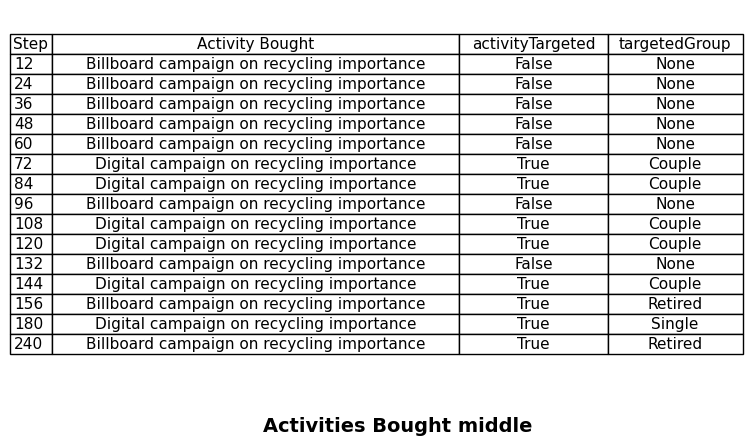 Step Activity Bought activityTargeted targetedGroup
12 Billboard campaign on recycling importance False None
24 Billboard campaign on recycling importance False None
36 Billboard campaign on recycling importance False None
48 Billboard campaign on recycling importance False None
60 Billboard campaign on recycling importance False None
72 Digital campaign on recycling importance True Couple
84 Digital campaign on recycling importance True Couple
96 Billboard campaign on recycling importance False None
108 Digital campaign on recycling importance True Couple
120 Digital campaign on recycling importance True Couple
132 Billboard campaign on recycling importance False None
144 Digital campaign on recycling importance True Couple
156 Billboard campaign on recycling importance True Retired
180 Digital campaign on recycling importance True Single
240 Billboard campaign on recycling importance True Retired
Activities Bought middle